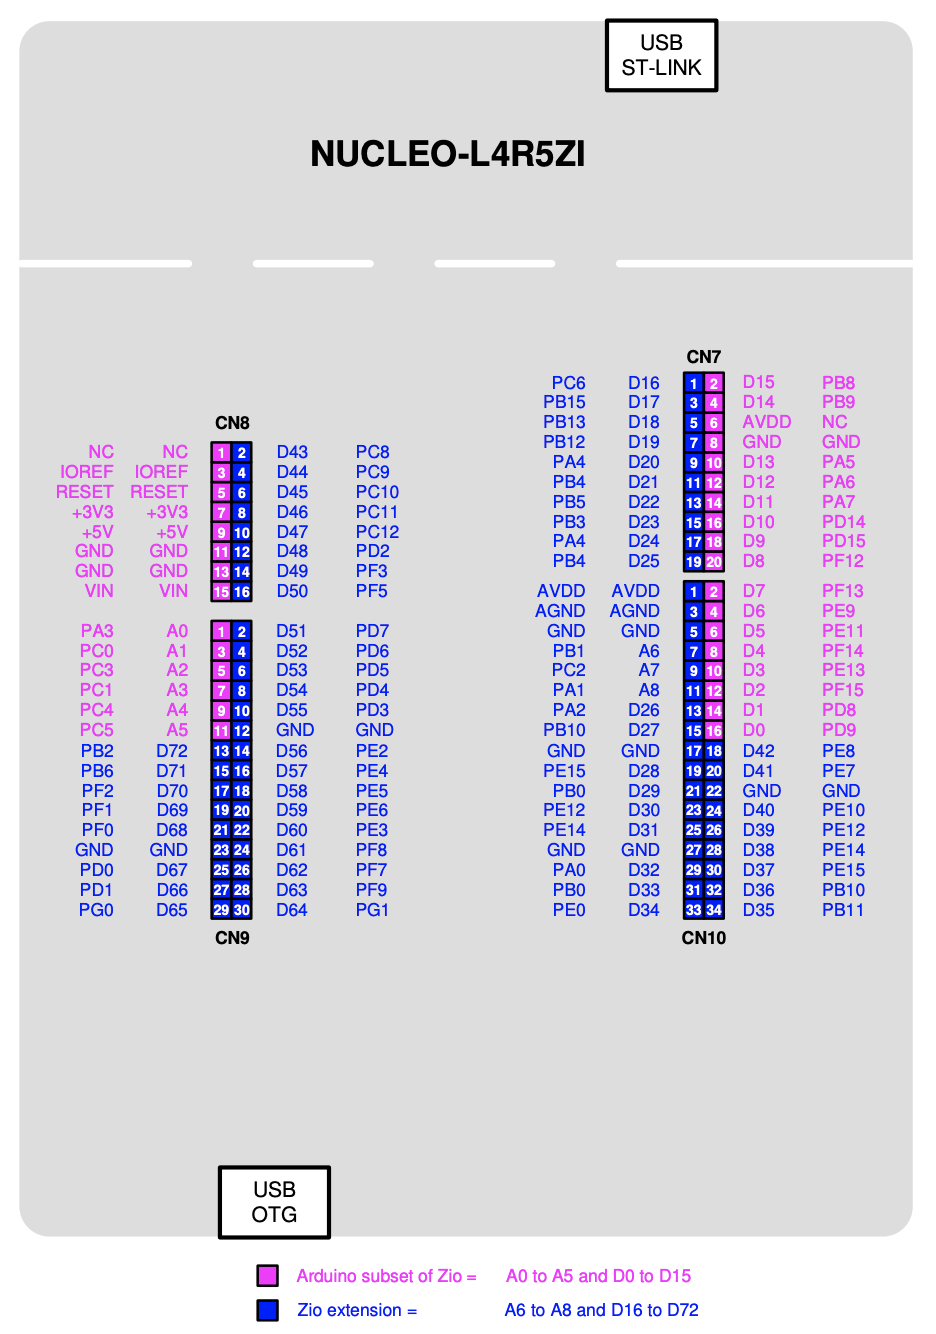 USB
ST-LINK
NUCLEO-L4R5ZI
CN7
PC6 D16 1 2 D15 PB8
PB15 D17 3 4 D14 PB9
PB13 D18 5 6 AVDD NC
PB12 D19 7 8 GND GND
PA4 D20 9 10 D13 PA5
PB4 D21 11 12 D12 PA6
PB5 D22 13 14 D11 PA7
PB3 D23 15 16 D10 PD14
PA4 D24 17 18 D9 PD15
PB4 D25 19 20 D8 PF12
CN8
NC NC 1 2 D43 PC8
IOREF IOREF 3 4 D44 PC9
RESET RESET 5 6 D45 PC10
+3V3 +3V3 7 8 D46 PC11
+5V +5V 9 10 D47 PC12
GND GND 11 12 D48 PD2
GND GND 13 14 D49 PF3
VIN VIN 15 16 D50 PF5
PA3 A0 1 2 D51 PD7
PC0 A1 3 4 D52 PD6
PC3 A2 5 6 D53 PD5
PC1 A3 7 8 D54 PD4
PC4 A4 9 10 D55 PD3
PC5 A5 11 12 GND GND
PB2 D72 13 14 D56 PE2
PB6 D71 15 16 D57 PE4
PF2 D70 17 18 D58 PE5
PF1 D69 19 20 D59 PE6
PF0 D68 21 22 D60 PE3
GND GND 23 24 D61 PF8
PD0 D67 25 26 D62 PF7
PD1 D66 27 28 D63 PF9
PG0 D65 29 30 D64 PG1
CN9
AVDD AVDD 1 2 D7 PF13
AGND AGND 3 4 D6 PE9
GND GND 5 6 D5 PE11
PB1 A6 7 8 D4 PF14
PC2 A7 9 10 D3 PE13
PA1 A8 11 12 D2 PF15
PA2 D26 13 14 D1 PD8
PB10 D27 15 16 D0 PD9
GND GND 17 18 D42 PE8
PE15 D28 19 20 D41 PE7
PB0 D29 21 22 GND GND
PE12 D30 23 24 D40 PE10
PE14 D31 25 26 D39 PE12
GND GND 27 28 D38 PE14
PA0 D32 29 30 D37 PE15
PB0 D33 31 32 D36 PB10
PE0 D34 33 34 D35 PB11
CN10
USB
OTG
Arduino subset of Zio = A0 to A5 and D0 to D15
Zio extension = A6 to A8 and D16 to D72